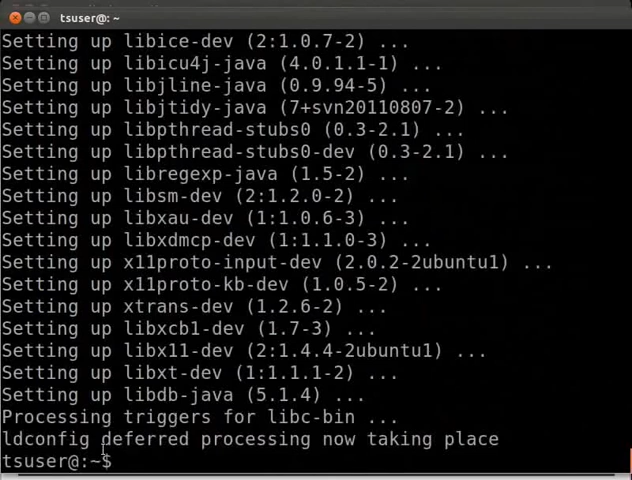 tsuser@: ~
Setting up libice-dev (2:1.0.7-2) ...
Setting up libicu4j-java (4.0.1.1-1) ...
Setting up libjline-java (0.9.94-5) ...
Setting up libjtidy-java (7+svn20110807-2) ...
Setting up libpthread-stubs0 (0.3-2.1) ...
Setting up libpthread-stubs0-dev (0.3-2.1) ...
Setting up libregexp-java (1.5-2) ...
Setting up libsm-dev (2:1.2.0-2) ...
Setting up libxau-dev (1:1.0.6-3) ...
Setting up libxdmcp-dev (1:1.1.0-3) ...
Setting up x11proto-input-dev (2.0.2-2ubuntu1) ...
Setting up x11proto-kb-dev (1.0.5-2) ...
Setting up xtrans-dev (1.2.6-2) ...
Setting up libxcb1-dev (1.7-3) ...
Setting up libx11-dev (2:1.4.4-2ubuntu1) ...
Setting up libxt-dev (1:1.1.1-2) ...
Setting up libdb-java (5.1.4) ...
Processing triggers for libc-bin ...
ldconfig deferred processing now taking place
tsuser@:~$